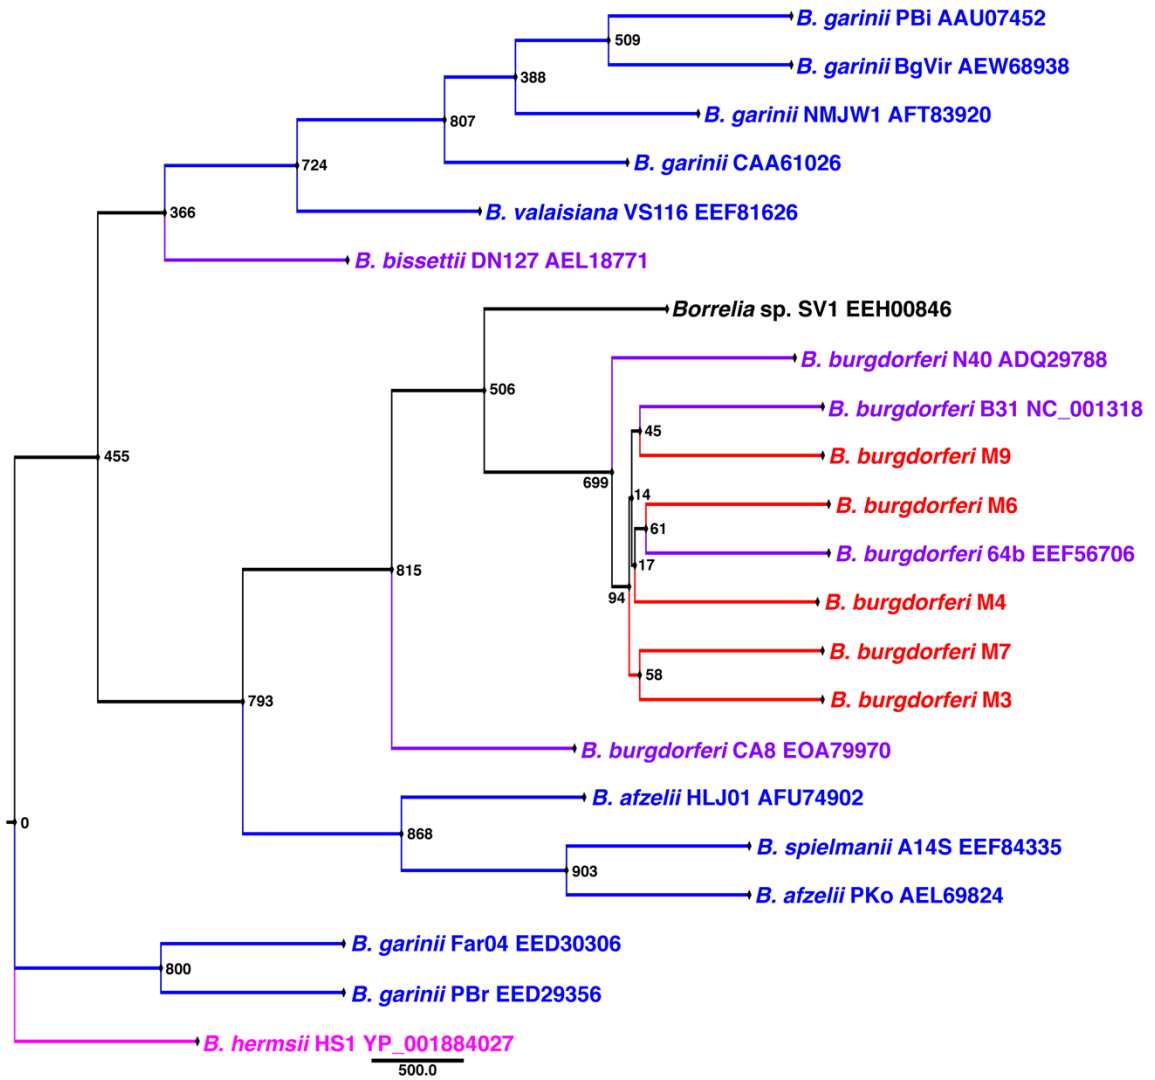 B. garinii PBi AAU07452
509
B. garinii BgVir AEW68938
388
B. garinii NMJW1 AFT83920
807
B. garinii CAA61026
724
B. valaisiana VS116 EEF81626
366
B. bissettii DN127 AEL18771
Borrelia sp. SV1 EEH00846
B. burgdorferi N40 ADQ29788
506
B. burgdorferi B31 NC_001318
45
B. burgdorferi M9
455
699
14
B. burgdorferi M6
61
B. burgdorferi 64b EEF56706
17
815
94
B. burgdorferi M4
B. burgdorferi M7
58
B. burgdorferi M3
793
B. burgdorferi CA8 EOA79970
B. afzelii HLJ01 AFU74902
0
868
B. spielmanii A14S EEF84335
903
B. afzelii PKo AEL69824
B. garinii Far04 EED30306
800
B. garinii PBr EED29356
B. hermsii HS1 YP_001884027
500.0